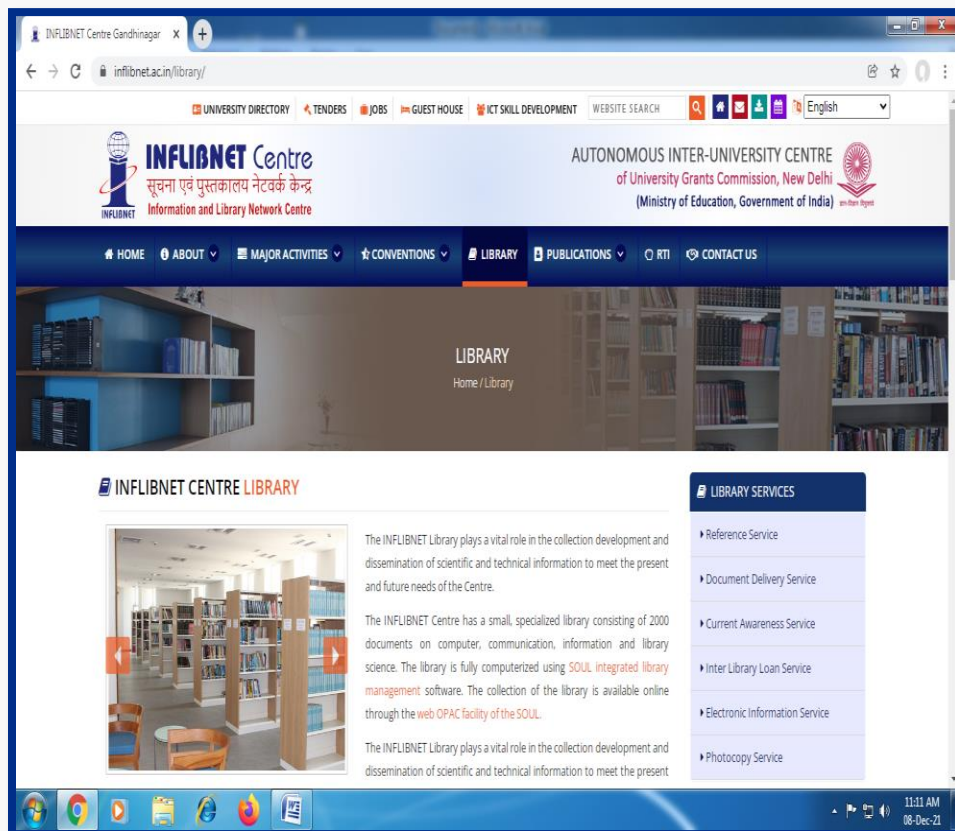 INFLIBNET Centre Gandhinagar
inflibnet.ac.in/library/
UNIVERSITY DIRECTORY TENDERS JOBS GUEST HOUSE ICT SKILL DEVELOPMENT WEBSITE SEARCH English
INFLIBNET Centre
सूचना एवं पुस्तकालय नेटवर्क केन्द्र
Information and Library Network Centre
INFLIBNET
AUTONOMOUS INTER-UNIVERSITY CENTRE
of University Grants Commission, New Delhi
(Ministry of Education, Government of India)
HOME ABOUT MAJOR ACTIVITIES CONVENTIONS LIBRARY PUBLICATIONS RTI CONTACT US
LIBRARY
Home / Library
INFLIBNET CENTRE LIBRARY
The INFLIBNET Library plays a vital role in the collection development and
dissemination of scientific and technical information to meet the present
and future needs of the Centre.
The INFLIBNET Centre has a small, specialized library consisting of 2000
documents on computer, communication, information and library
science. The library is fully computerized using SOUL integrated library
management software. The collection of the library is available online
through the web OPAC facility of the SOUL.
The INFLIBNET Library plays a vital role in the collection development and
dissemination of scientific and technical information to meet the present
LIBRARY SERVICES
Reference Service
Document Delivery Service
Current Awareness Service
Inter Library Loan Service
Electronic Information Service
Photocopy Service
11:11 AM
08-Dec-21